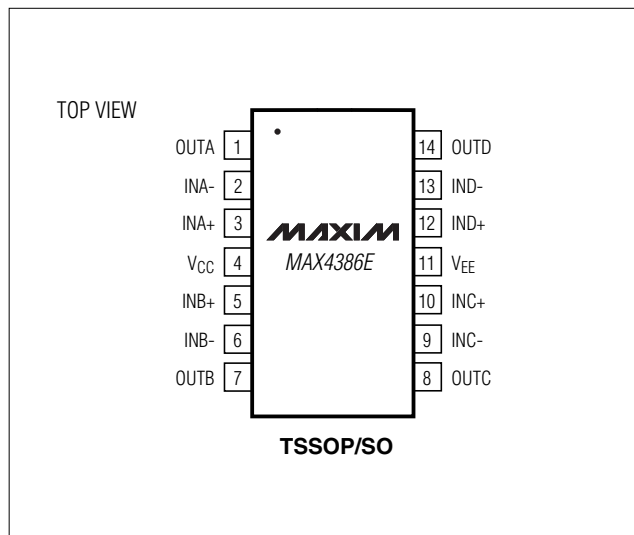 TOP VIEW
OUTA 1 14 OUTD
INA- 2 13 IND-
INA+ 3 12 IND+
MAXIM
VCC 4 MAX4386E 11 VEE
INB+ 5 10 INC+
INB- 6 9 INC-
OUTB 7 8 OUTC
TSSOP/SO